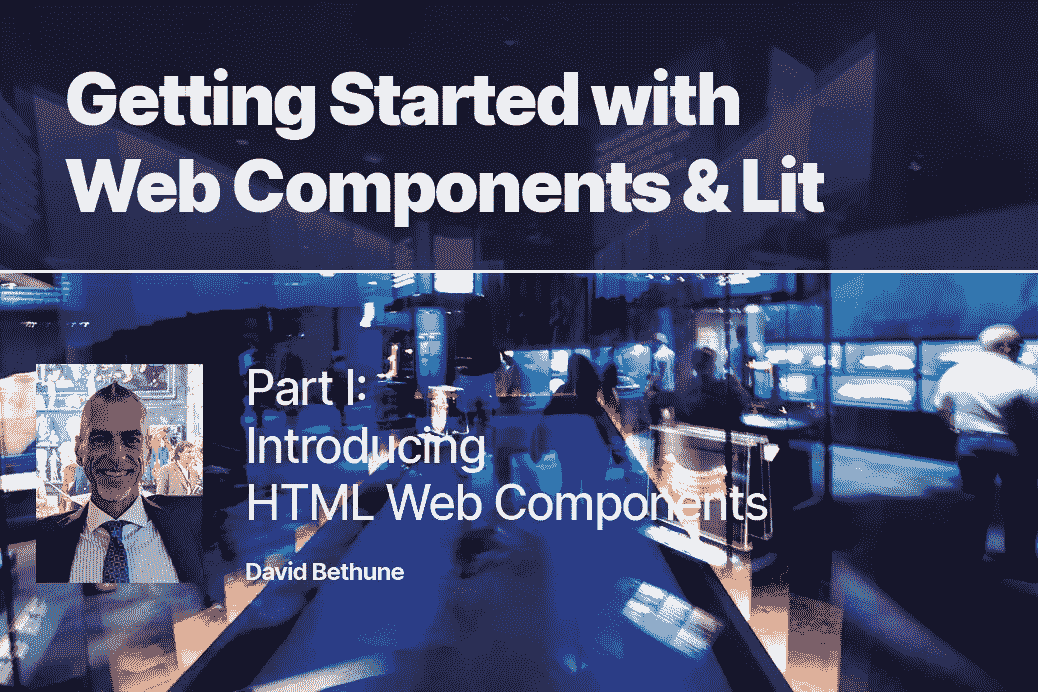 Getting Started with
Web Components & Lit
Part I:
Introducing
HTML Web Components
David Bethune